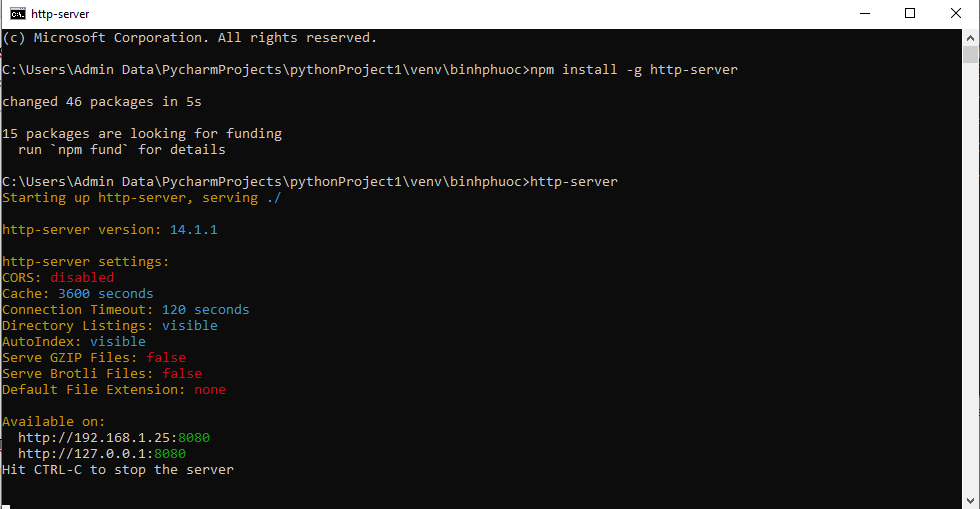 http-server
(c) Microsoft Corporation. All rights reserved.
C:\Users\Admin Data\PycharmProjects\pythonProject1\venv\binhphuoc>npm install -g http-server
changed 46 packages in 5s
15 packages are looking for funding
  run `npm fund` for details
C:\Users\Admin Data\PycharmProjects\pythonProject1\venv\binhphuoc>http-server
Starting up http-server, serving ./
http-server version: 14.1.1
http-server settings:
CORS: disabled
Cache: 3600 seconds
Connection Timeout: 120 seconds
Directory Listings: visible
AutoIndex: visible
Serve GZIP Files: false
Serve Brotli Files: false
Default File Extension: none
Available on:
  http://192.168.1.25:8080
  http://127.0.0.1:8080
Hit CTRL-C to stop the server